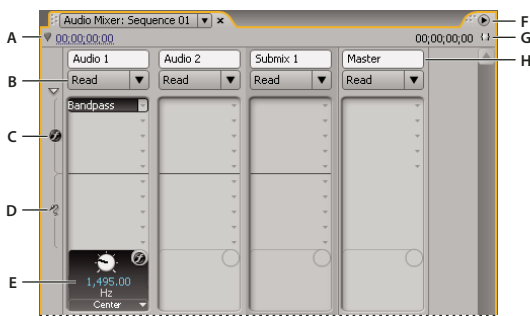 Audio Mixer: Sequence 01
F
A
00;00;00;00
00;00;00;00
G
Audio 1
Audio 2
Submix 1
Master
H
B
Read
Read
Read
Read
Bandpass
C
D
E
1,495.00
Hz
Center